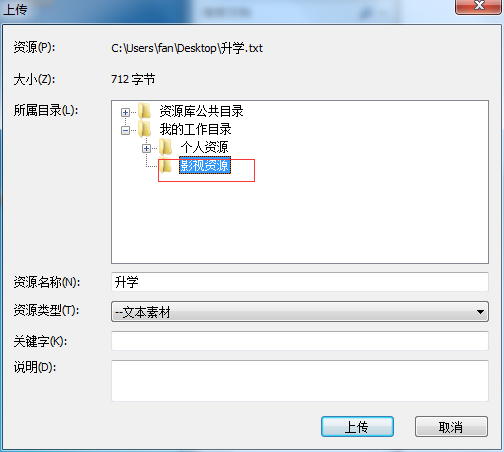 上传
资源(P): C:\Users\fan\Desktop\升学.txt
大小(Z): 712 字节
所属目录(L):
资源库公共目录
我的工作目录
个人资源
影视资源
资源名称(N): 升学
资源类型(T): --文本素材
关键字(K):
说明(D):
上传 取消